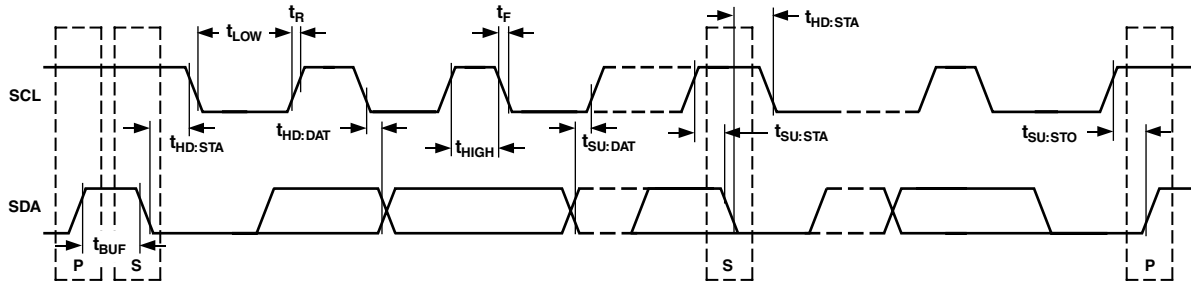 t_R
t_F
t_HD:STA
t_LOW
SCL
t_HD:STA
t_HD:DAT
t_HIGH
t_SU:DAT
t_SU:STA
t_SU:STO
SDA
t_BUF
P
S
S
P